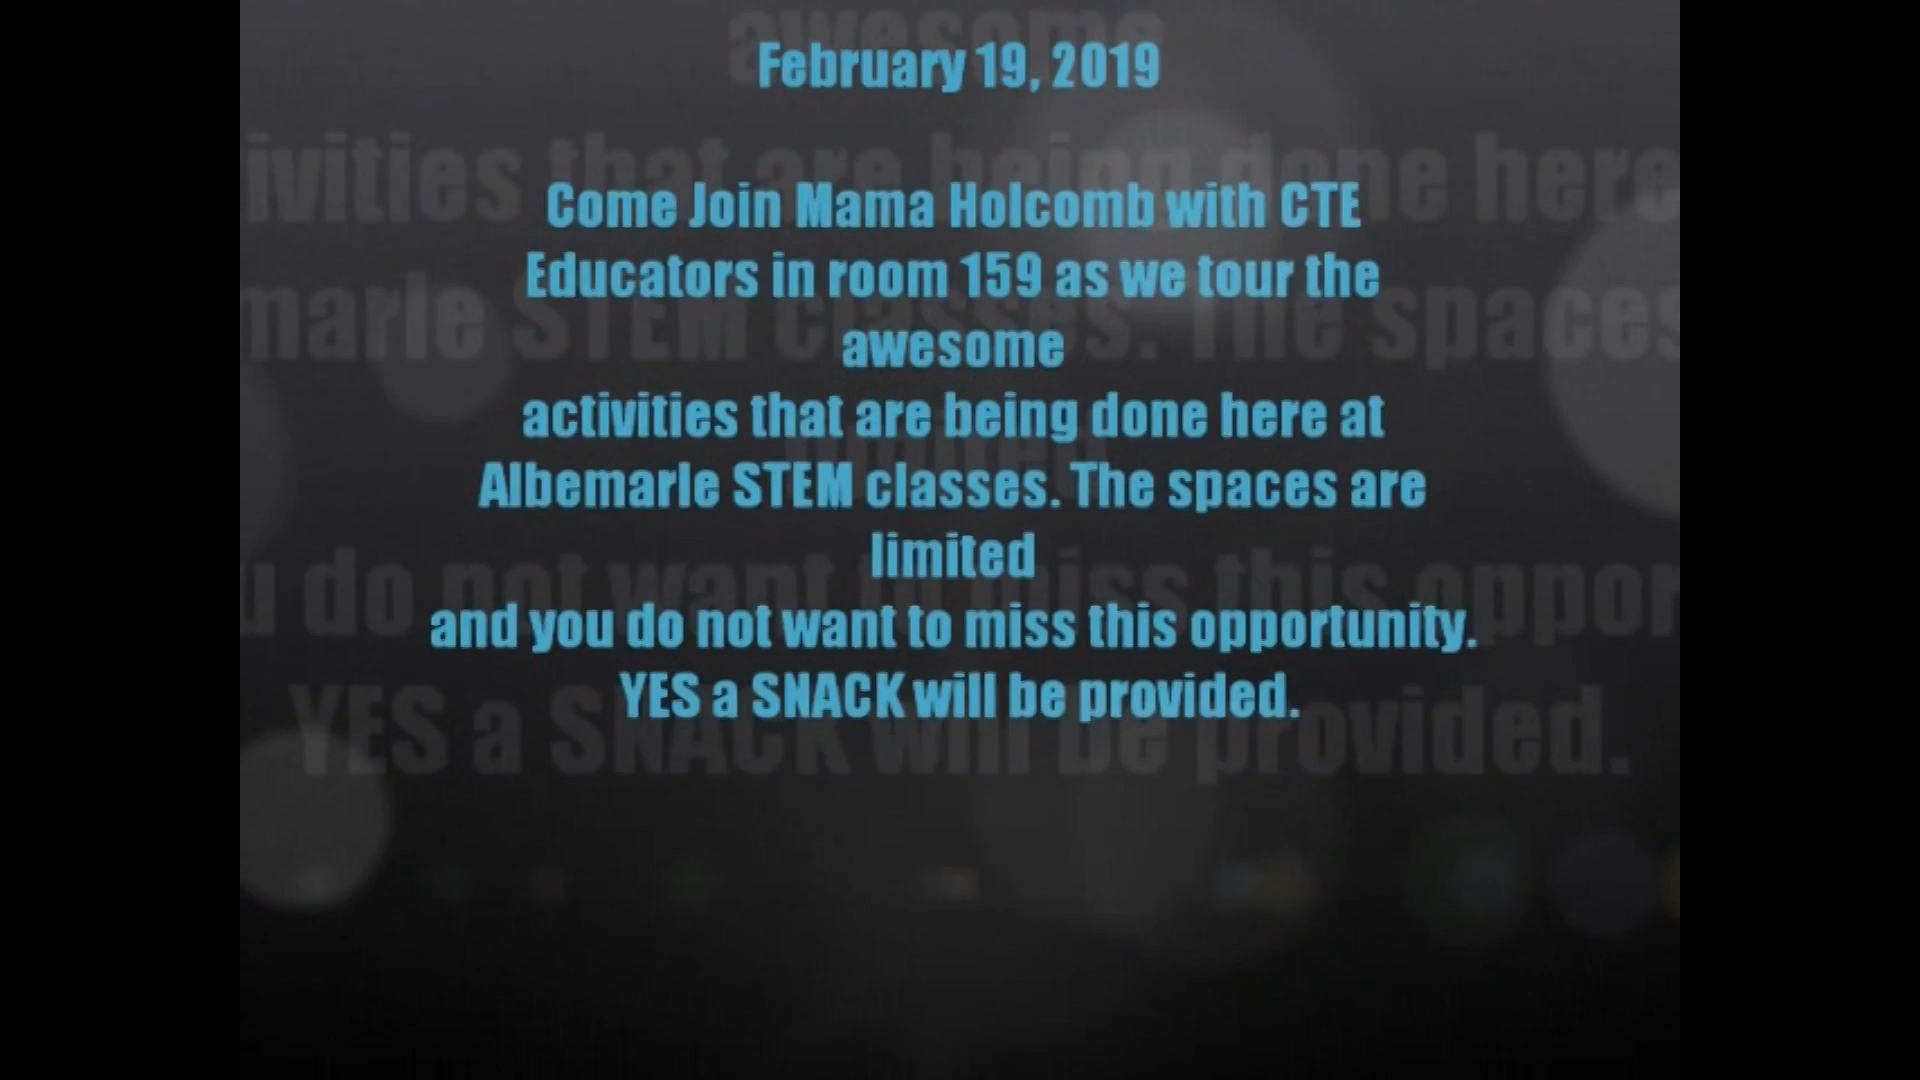 February 19, 2019
Come Join Mama Holcomb with CTE
Educators in room 159 as we tour the
awesome
activities that are being done here at
Albemarle STEM classes. The spaces are
limited
and you do not want to miss this opportunity.
YES a SNACK will be provided.